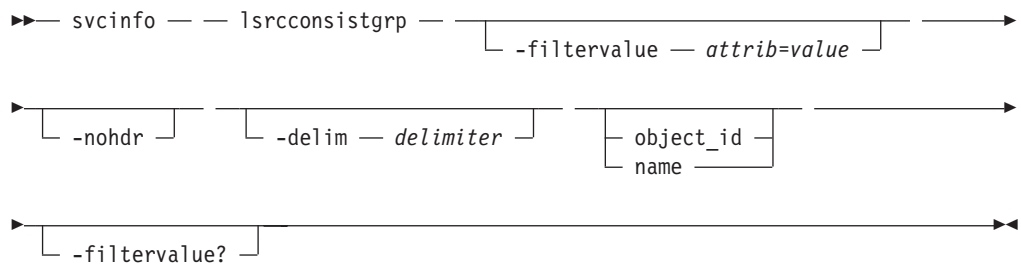 svcinfo lsrcconsistgrp
-filtervalue attrib=value
-nohdr -delim delimiter object_id
name
-filtervalue?